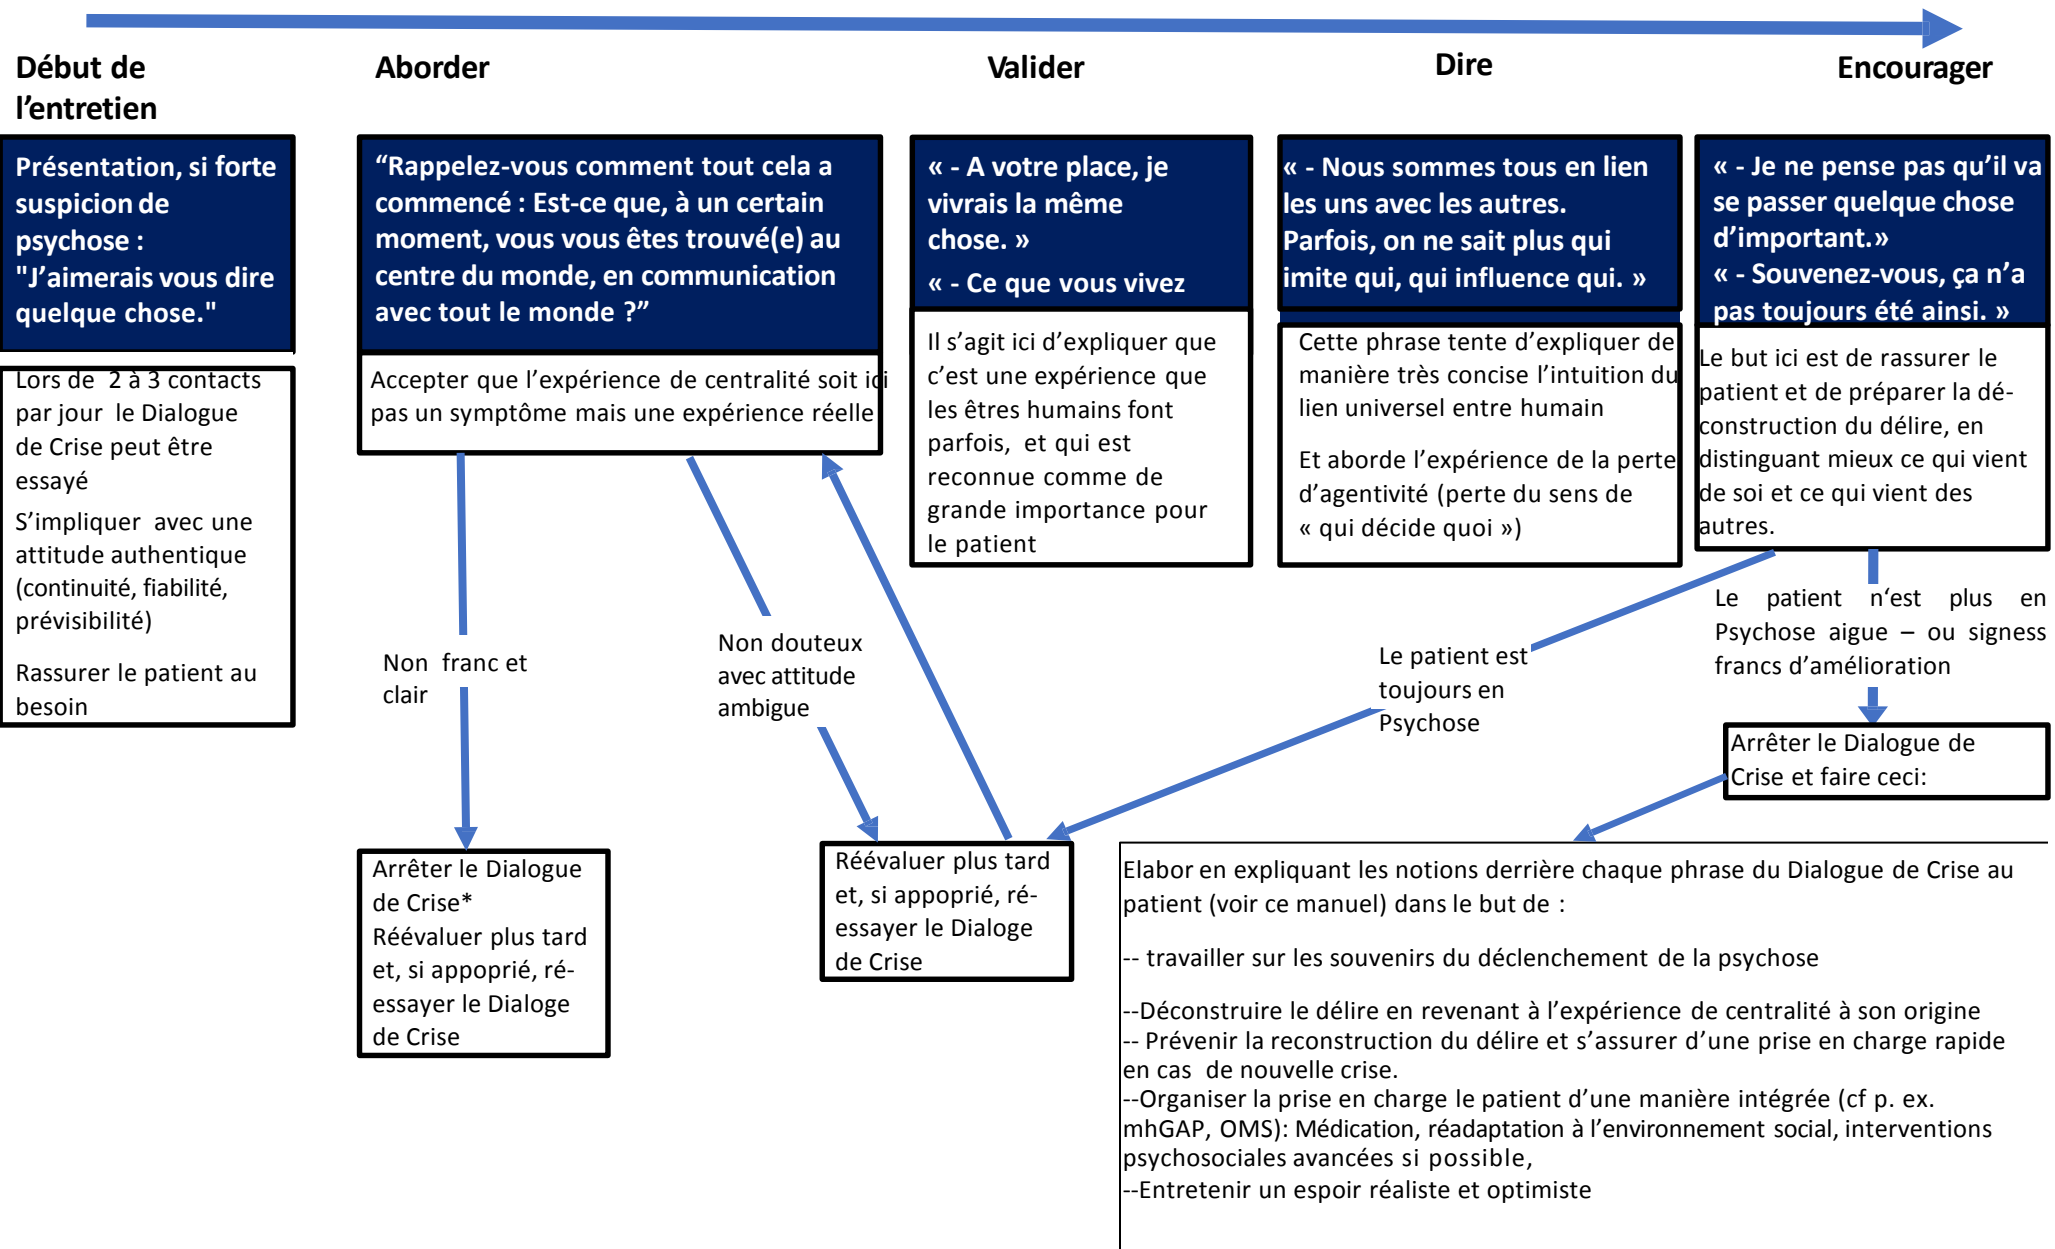 Début de
l’entretien
Aborder
Valider
Dire
Encourager
Présentation, si forte
suspicion de
psychose :
"J’aimerais vous dire
quelque chose."
Lors de 2 à 3 contacts
par jour le Dialogue
de Crise peut être
essayé
S’impliquer avec une
attitude authentique
(continuité, fiabilité,
prévisibilité)
Rassurer le patient au
besoin
“Rappelez-vous comment tout cela a
commencé : Est-ce que, à un certain
moment, vous vous êtes trouvé(e) au
centre du monde, en communication
avec tout le monde ?”
Accepter que l’expérience de centralité soit ici
pas un symptôme mais une expérience réelle
« - A votre place, je
vivrais la même
chose. »
« - Ce que vous vivez
Il s’agit ici d’expliquer que
c’est une expérience que
les êtres humains font
parfois, et qui est
reconnue comme de
grande importance pour
le patient
« - Nous sommes tous en lien
les uns avec les autres.
Parfois, on ne sait plus qui
imite qui, qui influence qui. »
Cette phrase tente d’expliquer de
manière très concise l’intuition du
lien universel entre humain
Et aborde l’expérience de la perte
d’agentivité (perte du sens de
« qui décide quoi »)
« - Je ne pense pas qu’il va
se passer quelque chose
d’important.»
« - Souvenez-vous, ça n’a
pas toujours été ainsi. »
Le but ici est de rassurer le
patient et de préparer la dé-
construction du délire, en
distinguant mieux ce qui vient
de soi et ce qui vient des
autres.
Non franc et
clair
Non douteux
avec attitude
ambigue
Le patient est
toujours en
Psychose
Le patient n‘est plus en
Psychose aigue – ou signess
francs d’amélioration
Arrêter le Dialogue de
Crise et faire ceci:
Arrêter le Dialogue
de Crise*
Réévaluer plus tard
et, si appoprié, ré-
essayer le Dialoge
de Crise
Réévaluer plus tard
et, si appoprié, ré-
essayer le Dialoge
de Crise
Elabor en expliquant les notions derrière chaque phrase du Dialogue de Crise au
patient (voir ce manuel) dans le but de :
-- travailler sur les souvenirs du déclenchement de la psychose
--Déconstruire le délire en revenant à l’expérience de centralité à son origine
-- Prévenir la reconstruction du délire et s’assurer d’une prise en charge rapide
en cas de nouvelle crise.
--Organiser la prise en charge le patient d’une manière intégrée (cf p. ex.
mhGAP, OMS): Médication, réadaptation à l’environnement social, interventions
psychosociales avancées si possible,
--Entretenir un espoir réaliste et optimiste